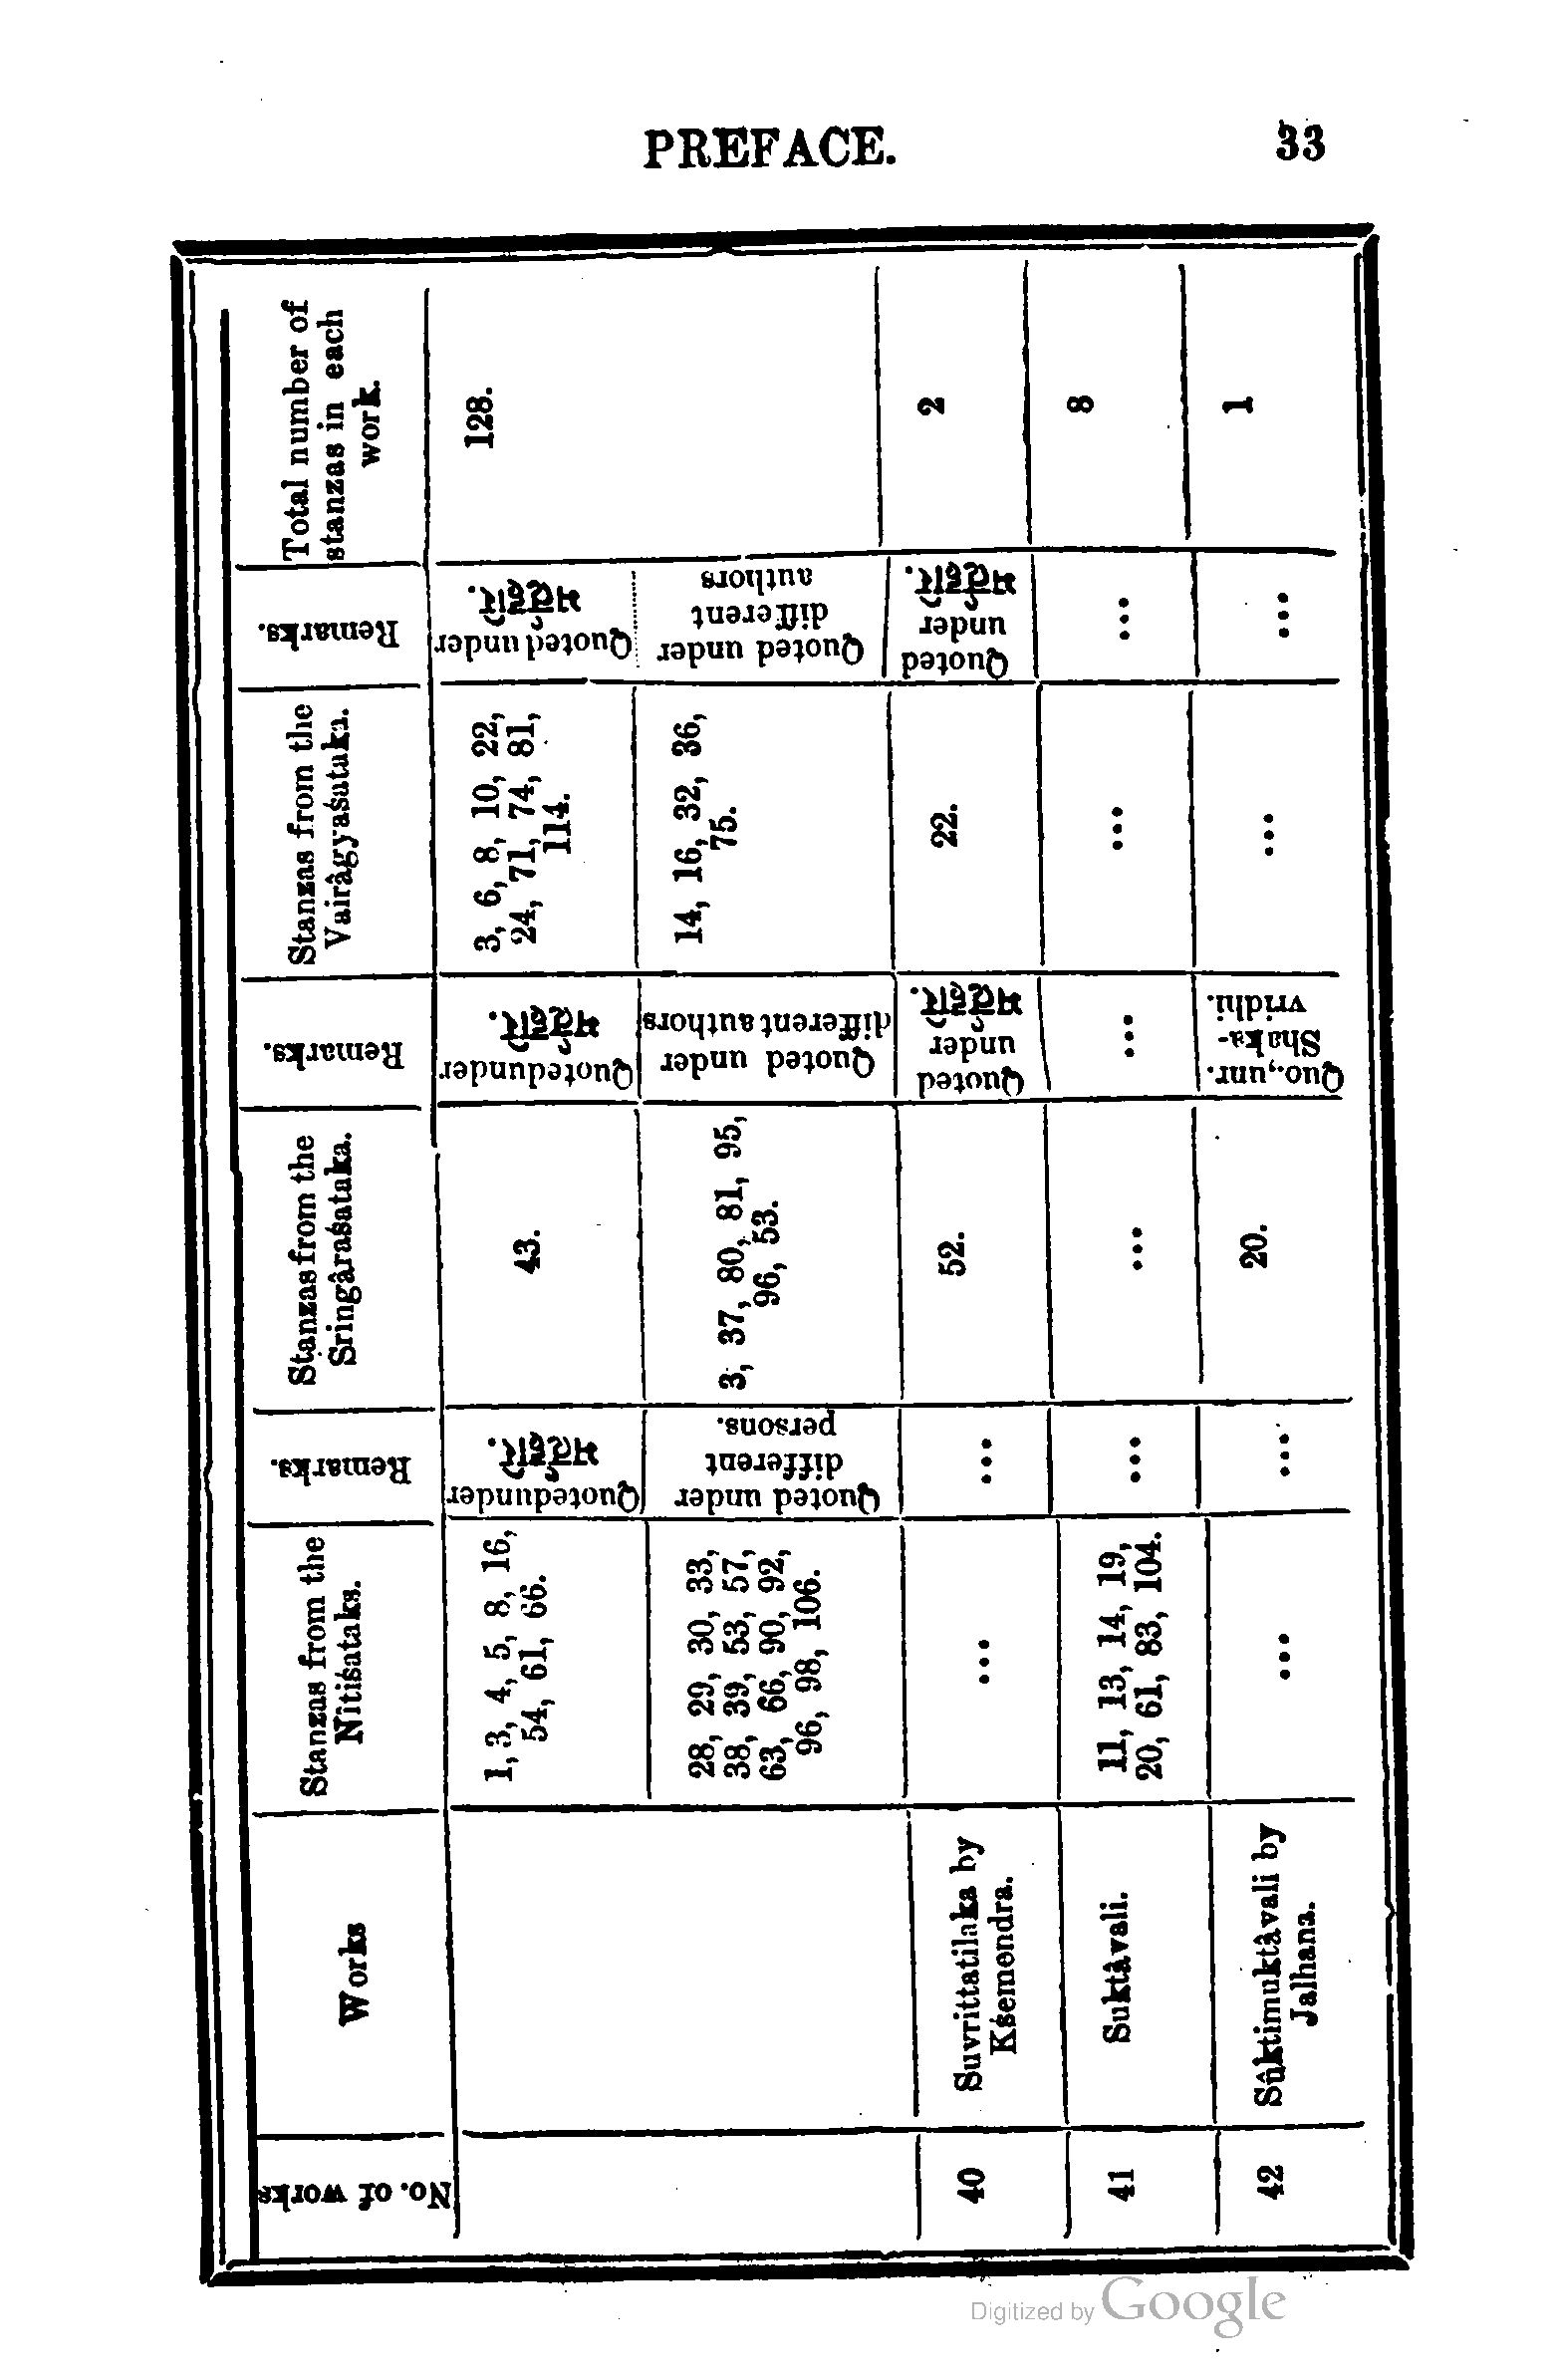 PREFACE.
33
No. of works
Works
Stanzas from the
Nîtiśataka.
Remarks.
Stanzas from the
Sringâraśataka.
Remarks.
Stanzas from the
Vairâgyaśataka.
Remarks.
Total number of
stanzas in each
work.
1, 3, 4, 5, 8, 16,
54, 61, 66.
Quotedunder
भर्तृहरि.
43.
Quotedunder
भर्तृहरि.
3, 6, 8, 10, 22,
24, 71, 74, 81,
114.
Quoted under
भर्तृहरि.
128.
28, 29, 30, 33,
38, 39, 53, 57,
63, 66, 90, 92,
96, 98, 106.
Quoted under
different
persons.
3, 37, 80, 81, 95,
96, 53.
Quoted under
different authors
14, 16, 32, 36,
75.
Quoted under
different
authors
40
Suvrittatilaka by
Kśemendra.
...
...
52.
Quoted
under
भर्तृहरि.
22.
Quoted
under
भर्तृहरि.
2
41
Suktâvali.
11, 13, 14, 19,
20, 61, 83, 104.
...
...
...
...
...
8
42
Sûktimuktâvali by
Jalhana.
...
...
20.
Quo., unr.
Shaka-
vridhi.
...
...
1
Digitized by Google